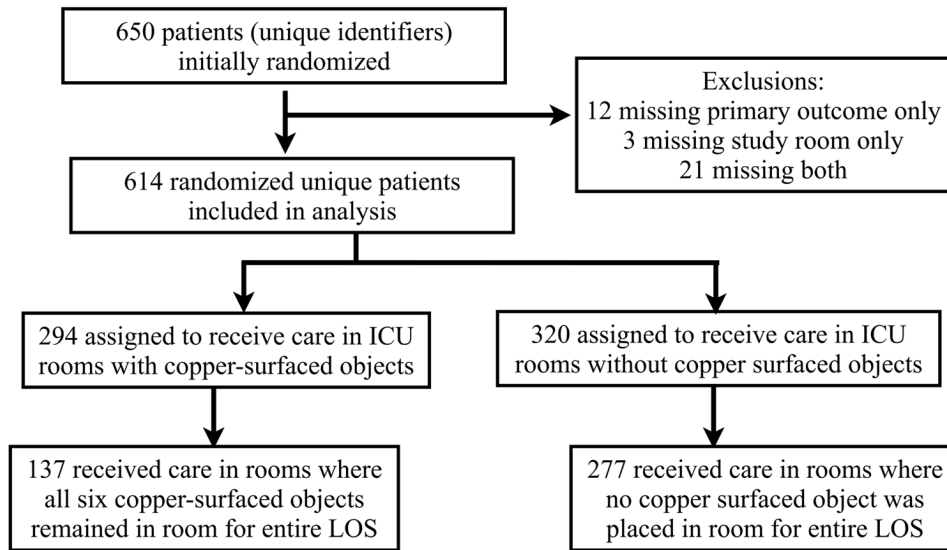 650 patients (unique identifiers)
initially randomized
Exclusions:
12 missing primary outcome only
3 missing study room only
21 missing both
614 randomized unique patients
included in analysis
294 assigned to receive care in ICU
rooms with copper-surfaced objects
320 assigned to receive care in ICU
rooms without copper surfaced objects
137 received care in rooms where
all six copper-surfaced objects
remained in room for entire LOS
277 received care in rooms where
no copper surfaced object was
placed in room for entire LOS